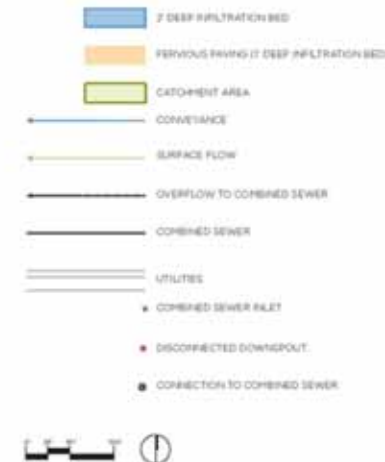 2' DEEP INFILTRATION BED
PERVIOUS PAVING (1' DEEP INFILTRATION BED)
CATCHMENT AREA
CONVEYANCE
SURFACE FLOW
OVERFLOW TO COMBINED SEWER
COMBINED SEWER
UTILITIES
COMBINED SEWER INLET
DISCONNECTED DOWNSPOUT
CONNECTION TO COMBINED SEWER